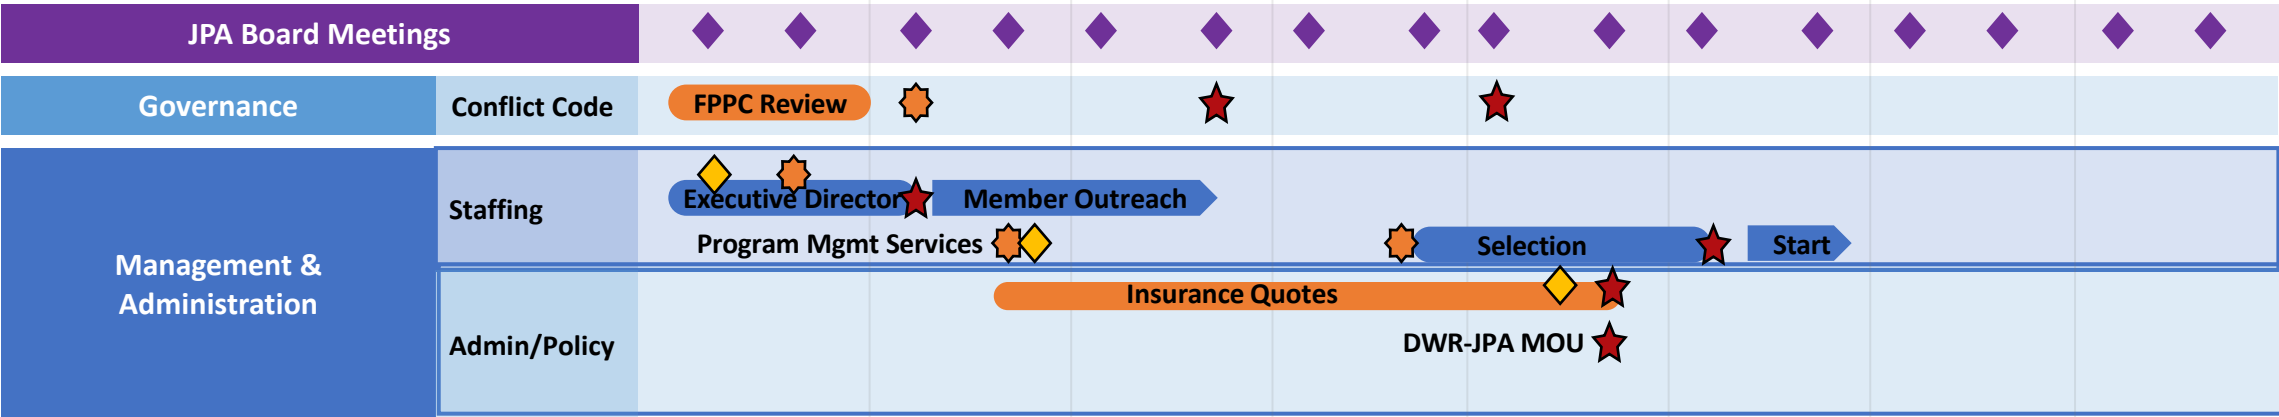 JPA Board Meetings
Governance
Conflict Code
FPPC Review
Management &
Administration
Staffing
Executive Director
Member Outreach
Program Mgmt Services
Selection
Start
Admin/Policy
Insurance Quotes
DWR-JPA MOU